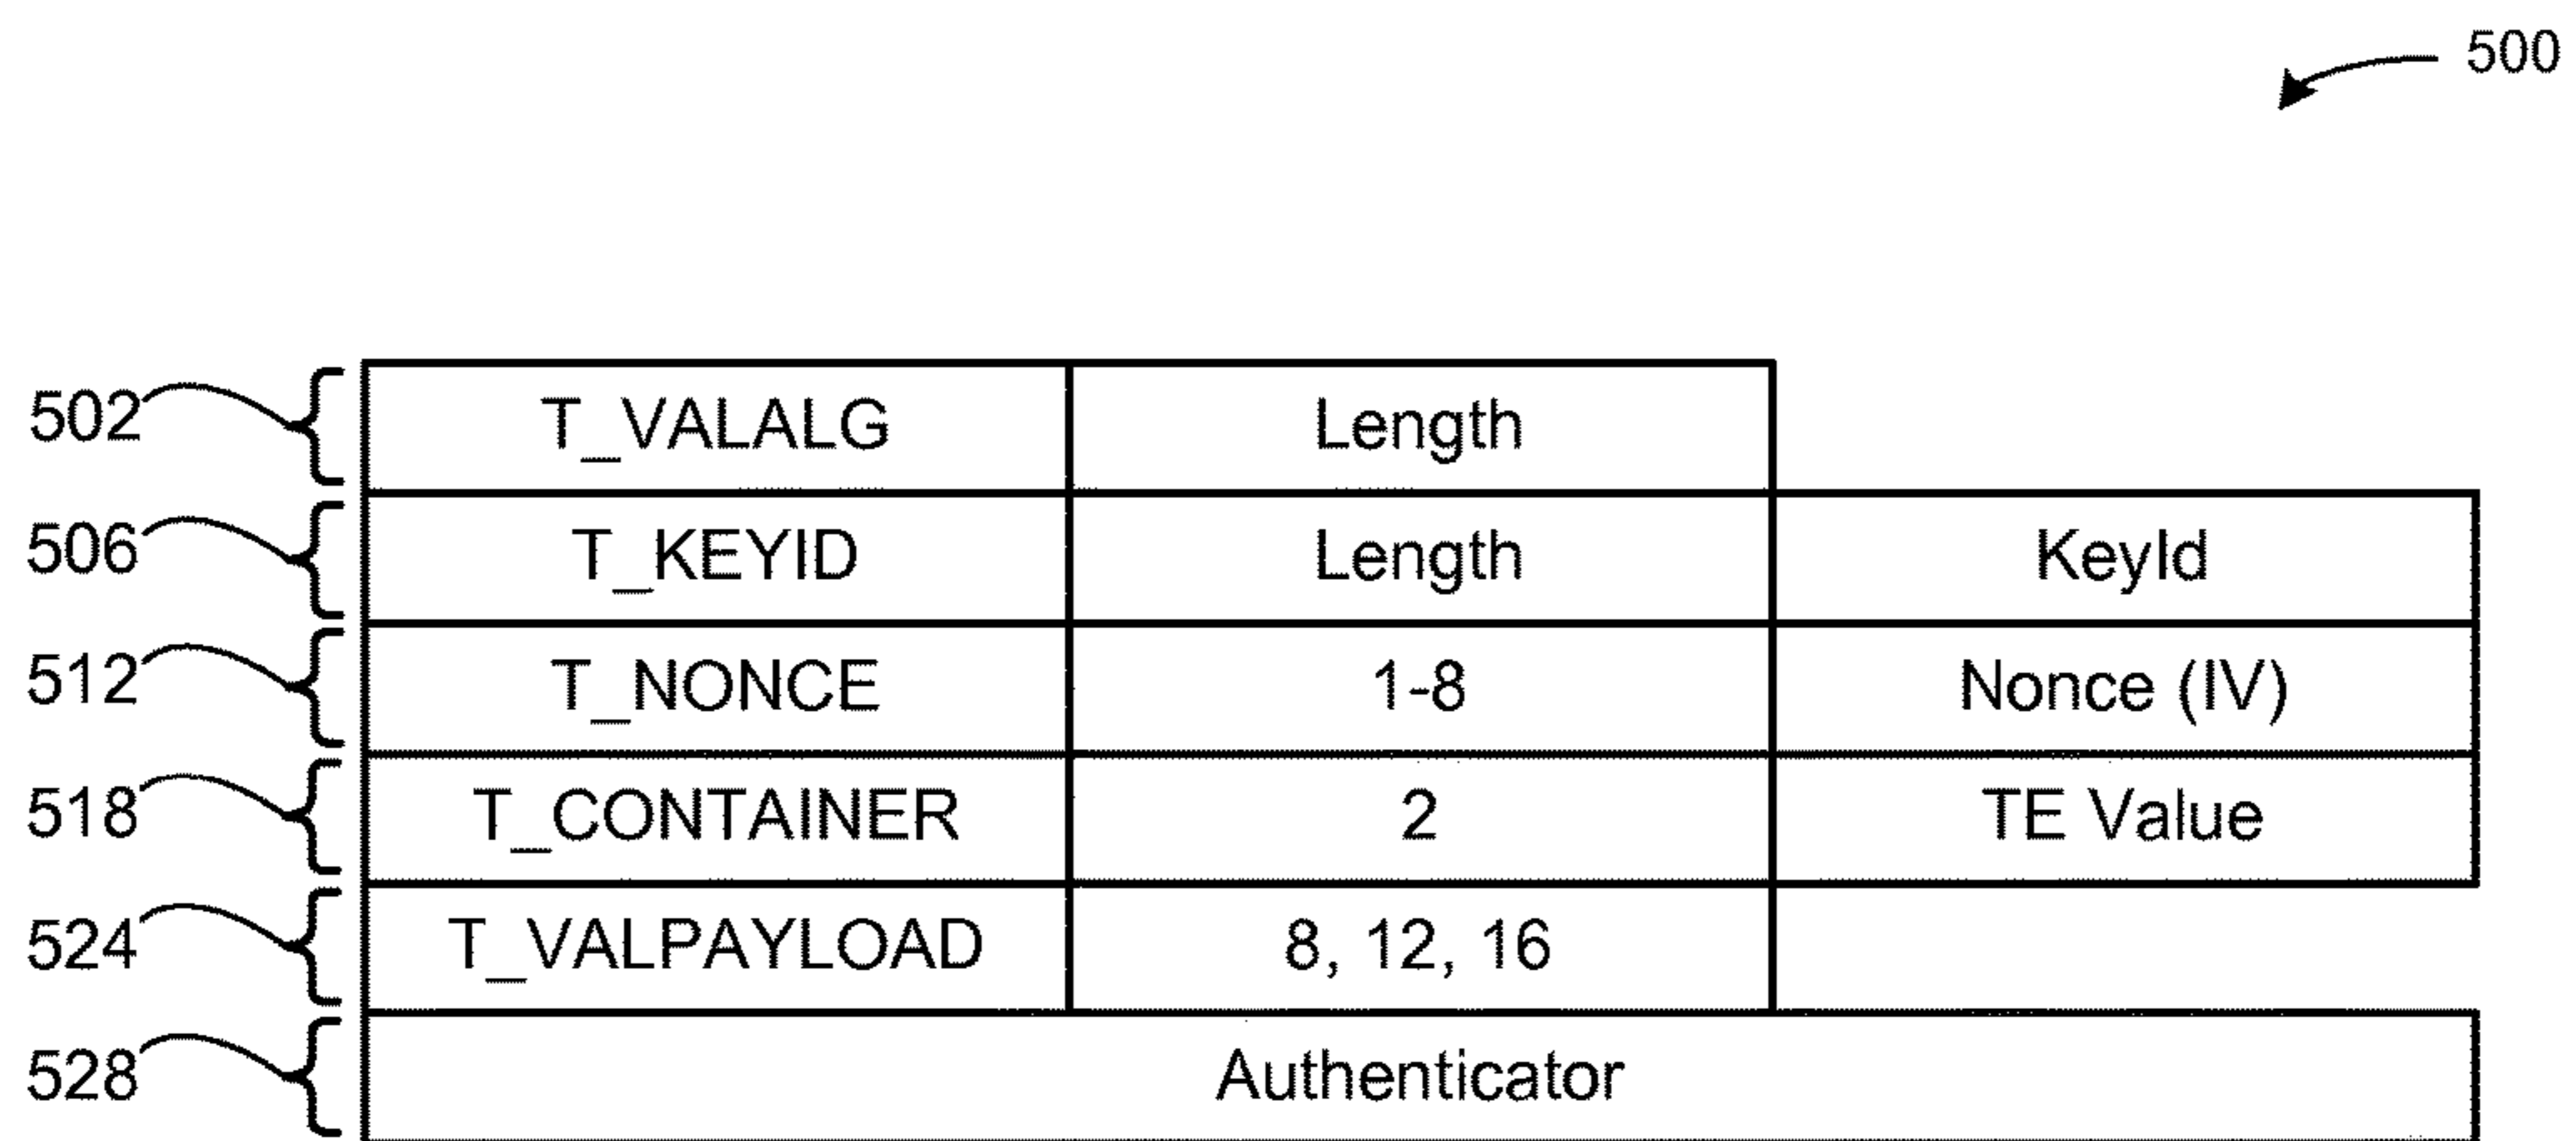 500
502 T_VALALG Length
506 T_KEYID Length KeyId
512 T_NONCE 1-8 Nonce (IV)
518 T_CONTAINER 2 TE Value
524 T_VALPAYLOAD 8, 12, 16
528 Authenticator